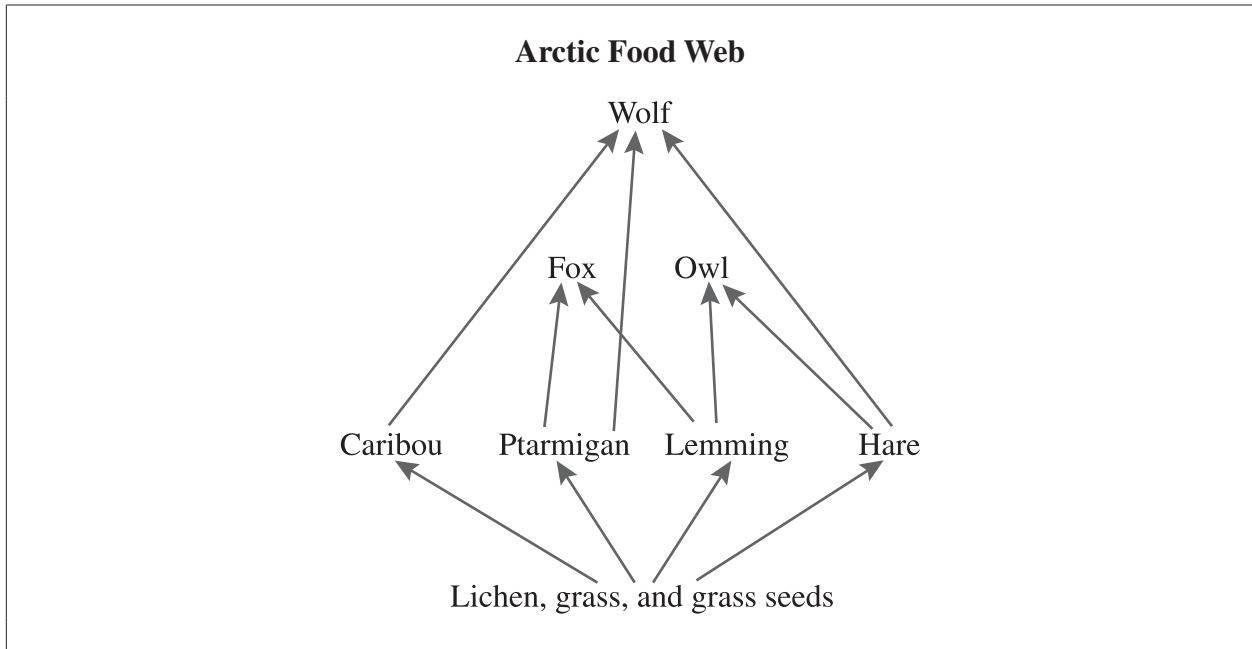 Arctic Food Web
Wolf
Fox Owl
Caribou Ptarmigan Lemming Hare
Lichen, grass, and grass seeds